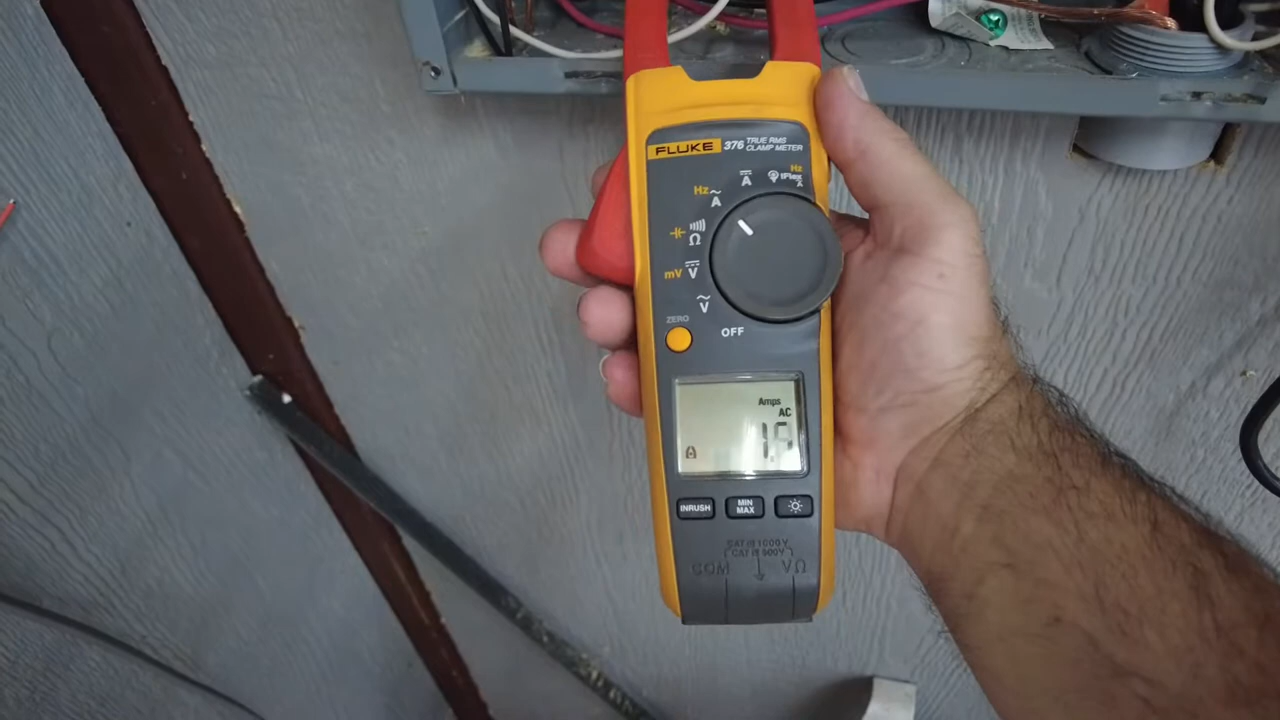 FLUKE 376 TRUE RMS
CLAMP METER
Hz
A
A
Hz
iFlex
A
Ω
mV V
V
ZERO
OFF
Amps
AC
INRUSH
MIN
MAX
CAT III 1000 V
CAT IV 600V
COM
VΩ